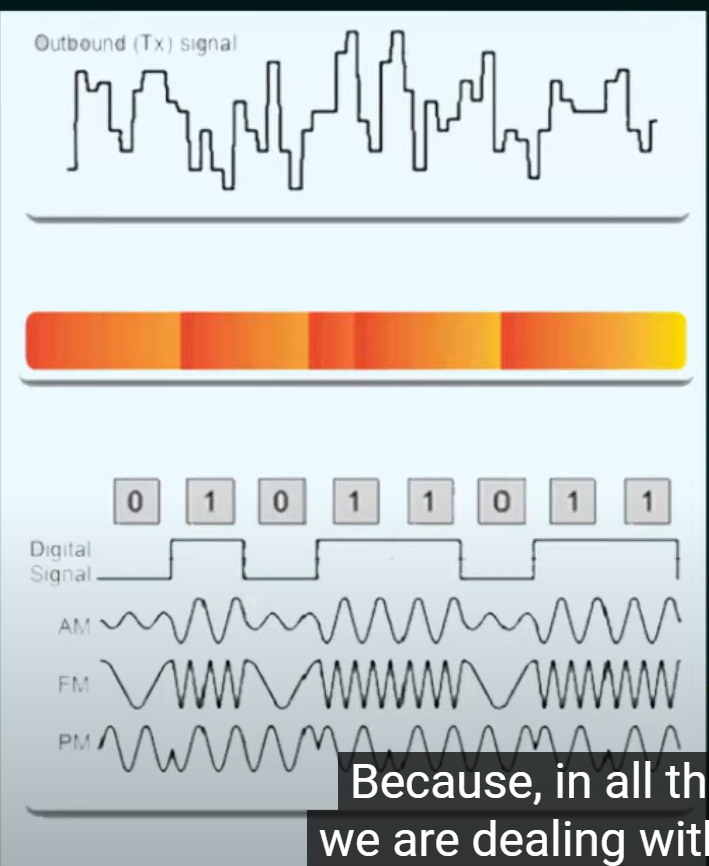 Outbound (Tx) signal
0 1 0 1 1 0 1 1
Digital
Signal
AM
FM
PM
Because, in all th
we are dealing with